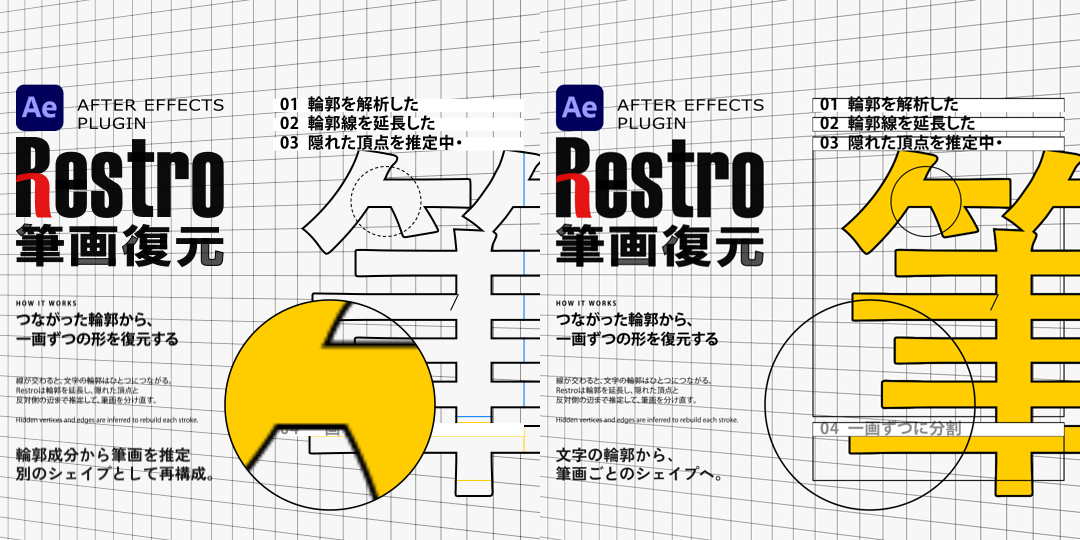 Ae
AFTER EFFECTS
PLUGIN
Restro
筆画復元
HOW IT WORKS
つながった輪郭から、
一画ずつの形を復元する
線が交わると、文字の輪郭はひとつにつながる。
Restroは輪郭を延長し、隠れた頂点と
反対側の辺まで推定して、筆画を分け直す。
Hidden vertices and edges are inferred to rebuild each stroke.
輪郭成分から筆画を推定
別のシェイプとして再構成。
01 輪郭を解析した
02 輪郭線を延長した
03 隠れた頂点を推定中・
筆
Ae
AFTER EFFECTS
PLUGIN
Restro
筆画復元
HOW IT WORKS
つながった輪郭から、
一画ずつの形を復元する
線が交わると、文字の輪郭はひとつにつながる。
Restroは輪郭を延長し、隠れた頂点と
反対側の辺まで推定して、筆画を分け直す。
Hidden vertices and edges are inferred to rebuild each stroke.
文字の輪郭から、
筆画ごとのシェイプへ。
01 輪郭を解析した
02 輪郭線を延長した
03 隠れた頂点を推定中・
筆
04 一画ずつに分割